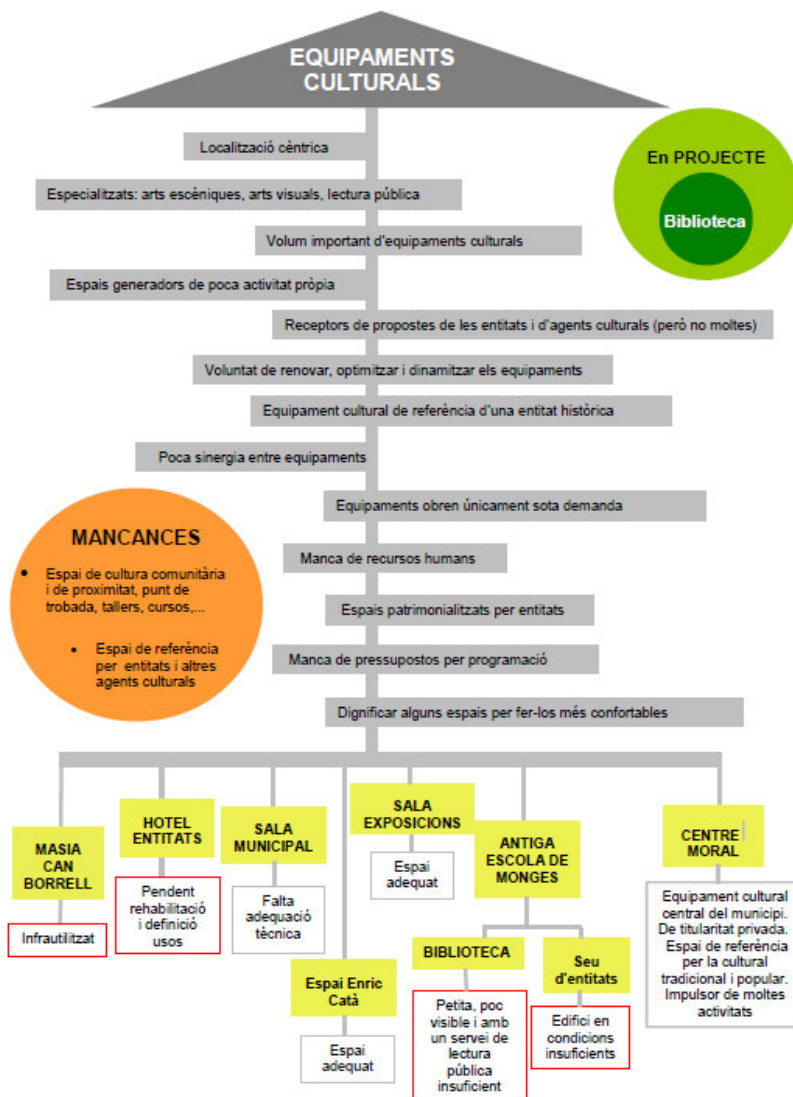 EQUIPAMENTS
CULTURALS
Localització cèntrica
En PROJECTE
Biblioteca
Especialitzats: arts escèniques, arts visuals, lectura pública
Volum important d'equipaments culturals
Espais generadors de poca activitat pròpia
Receptors de propostes de les entitats i d'agents culturals (però no moltes)
Voluntat de renovar, optimitzar i dinamitzar els equipaments
Equipament cultural de referència d'una entitat històrica
Poca sinergia entre equipaments
Equipaments obren únicament sota demanda
MANCANCES
• Espai de cultura comunitària
i de proximitat, punt de
trobada, tallers, cursos,...
• Espai de referència
per entitats i altres
agents culturals
Manca de recursos humans
Espais patrimonialitzats per entitats
Manca de pressupostos per programació
Dignificar alguns espais per fer-los més confortables
MASIA
CAN
BORRELL
Infrautilitzat
HOTEL
ENTITATS
Pendent
rehabilitació
i definició
usos
SALA
MUNICIPAL
Falta
adequació
tècnica
Espai Enric
Catà
Espai
adequat
SALA
EXPOSICIONS
Espai
adequat
ANTIGA
ESCOLA DE
MONGES
BIBLIOTECA
Petita, poc
visible i amb
un servei de
lectura
pública
insuficient
Seu
d'entitats
Edifici en
condicions
insuficients
CENTRE
MORAL
Equipament cultural
central del municipi.
De titularitat privada.
Espai de referència
per la cultural
tradicional i popular.
Impulsor de moltes
activitats